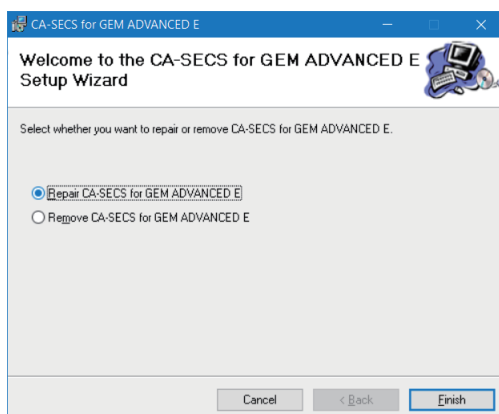 CA-SECS for GEM ADVANCED E
Welcome to the CA-SECS for GEM ADVANCED E
Setup Wizard
Select whether you want to repair or remove CA-SECS for GEM ADVANCED E.
Repair CA-SECS for GEM ADVANCED E
Remove CA-SECS for GEM ADVANCED E
Cancel
< Back
Finish